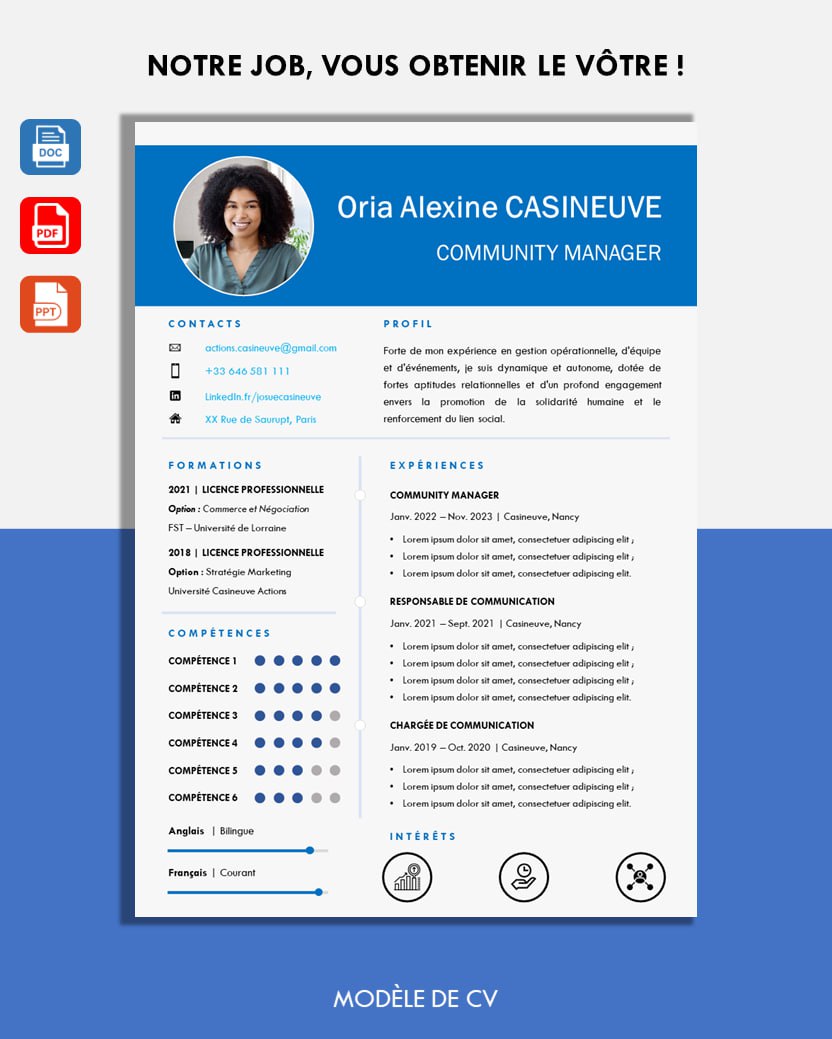 NOTRE JOB, VOUS OBTENIR LE VÔTRE !
DOC
PDF
PPT
Oria Alexine CASINEUVE
COMMUNITY MANAGER
CONTACTS
actions.casineuve@gmail.com
+33 646 581 111
LinkedIn.fr/josuecasineuve
XX Rue de Saurupt, Paris
PROFIL
Forte de mon expérience en gestion opérationnelle, d'équipe
et d'événements, je suis dynamique et autonome, dotée de
fortes aptitudes relationnelles et d'un profond engagement
envers la promotion de la solidarité humaine et le
renforcement du lien social.
FORMATIONS
2021 | LICENCE PROFESSIONNELLE
Option : Commerce et Négociation
FST – Université de Lorraine
2018 | LICENCE PROFESSIONNELLE
Option : Stratégie Marketing
Université Casineuve Actions
COMPÉTENCES
COMPÉTENCE 1
COMPÉTENCE 2
COMPÉTENCE 3
COMPÉTENCE 4
COMPÉTENCE 5
COMPÉTENCE 6
Anglais | Bilingue
Français | Courant
EXPÉRIENCES
COMMUNITY MANAGER
Janv. 2022 – Nov. 2023 | Casineuve, Nancy
• Lorem ipsum dolor sit amet, consectetuer adipiscing elit ;
• Lorem ipsum dolor sit amet, consectetuer adipiscing elit ;
• Lorem ipsum dolor sit amet, consectetuer adipiscing elit.
RESPONSABLE DE COMMUNICATION
Janv. 2021 – Sept. 2021 | Casineuve, Nancy
• Lorem ipsum dolor sit amet, consectetuer adipiscing elit ;
• Lorem ipsum dolor sit amet, consectetuer adipiscing elit ;
• Lorem ipsum dolor sit amet, consectetuer adipiscing elit ;
• Lorem ipsum dolor sit amet, consectetuer adipiscing elit.
CHARGÉE DE COMMUNICATION
Janv. 2019 – Oct. 2020 | Casineuve, Nancy
• Lorem ipsum dolor sit amet, consectetuer adipiscing elit ;
• Lorem ipsum dolor sit amet, consectetuer adipiscing elit ;
• Lorem ipsum dolor sit amet, consectetuer adipiscing elit.
INTÉRÊTS
MODÈLE DE CV